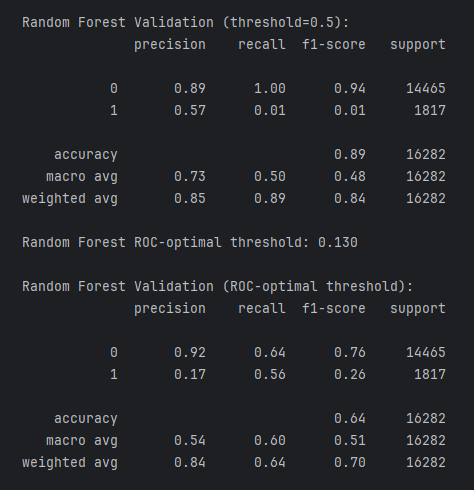 Random Forest Validation (threshold=0.5):
precision recall f1-score support
0 0.89 1.00 0.94 14465
1 0.57 0.01 0.01 1817
accuracy 0.89 16282
macro avg 0.73 0.50 0.48 16282
weighted avg 0.85 0.89 0.84 16282
Random Forest ROC-optimal threshold: 0.130
Random Forest Validation (ROC-optimal threshold):
precision recall f1-score support
0 0.92 0.64 0.76 14465
1 0.17 0.56 0.26 1817
accuracy 0.64 16282
macro avg 0.54 0.60 0.51 16282
weighted avg 0.84 0.64 0.70 16282